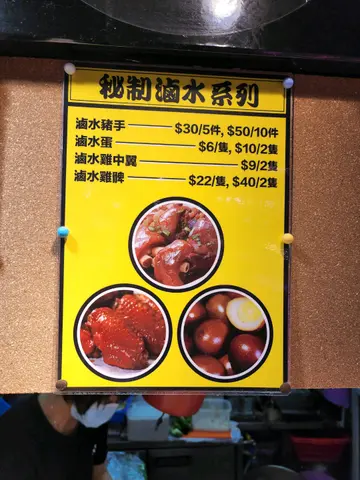 秘制滷水系列
滷水豬手 $30/5件, $50/10件
滷水蛋 $6/隻, $10/2隻
滷水雞中翼 $9/2隻
滷水雞髀 $22/隻, $40/2隻